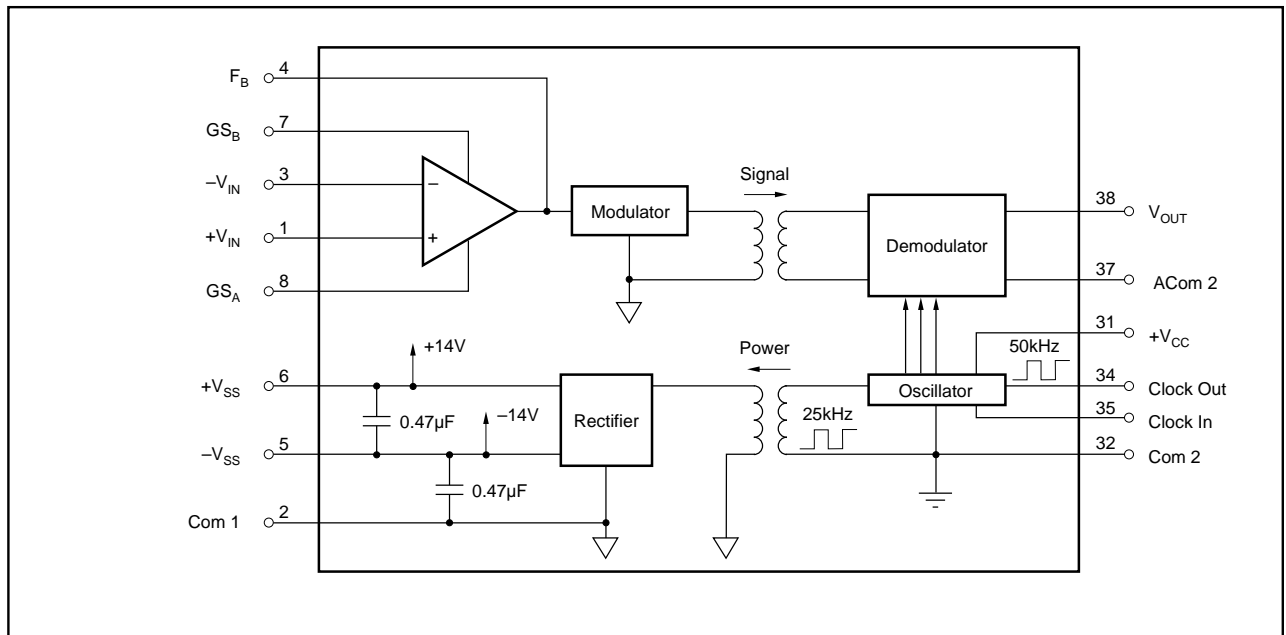 F_B 4
GS_B 7
–V_IN 3
+V_IN 1
GS_A 8
+V_SS 6
–V_SS 5
Com 1 2
−
+
Modulator
Signal
Demodulator
38 V_OUT
37 ACom 2
31 +V_CC
50kHz
34 Clock Out
35 Clock In
32 Com 2
+14V
0.47µF
–14V
0.47µF
Rectifier
Power
25kHz
Oscillator